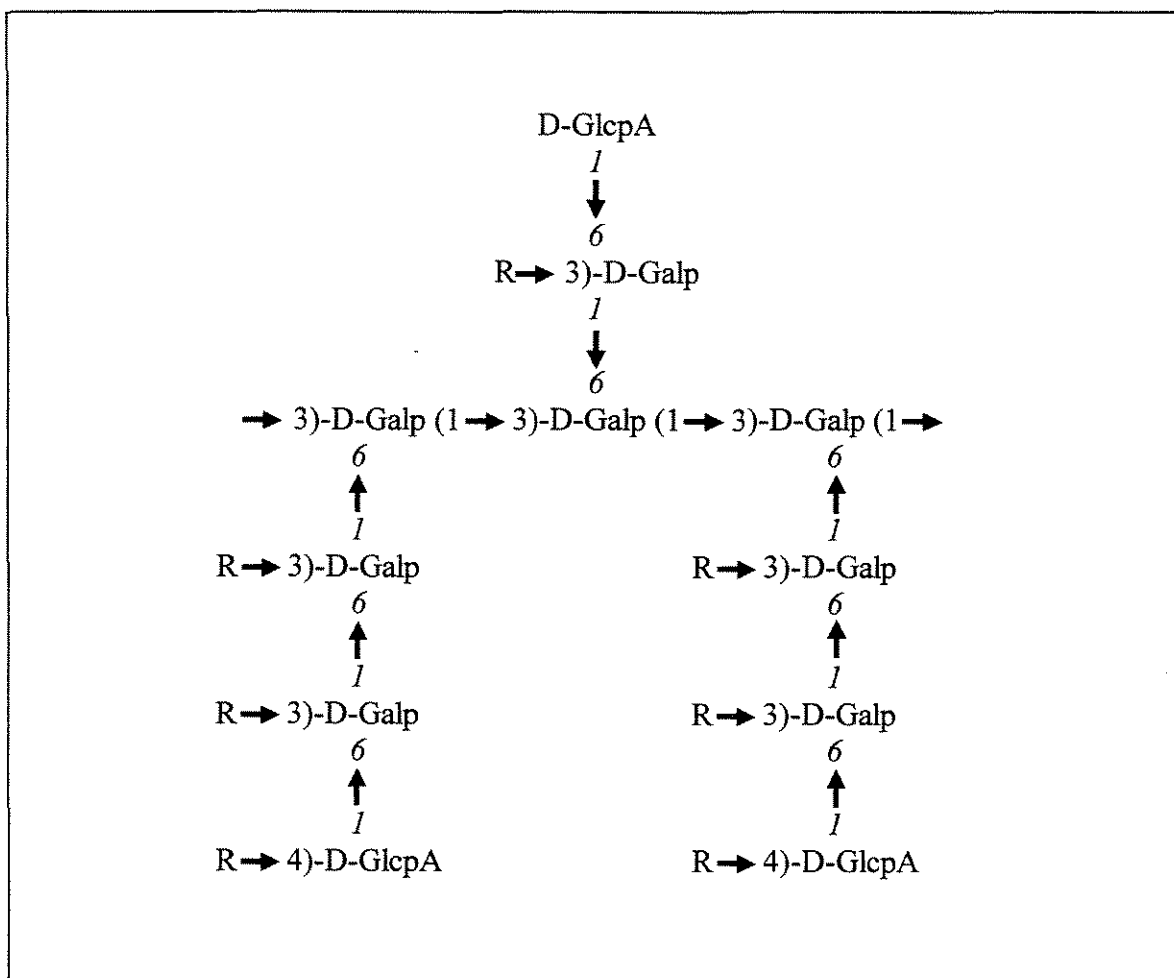 D-GlcpA
1
6
R→ 3)-D-Galp
1
6
→ 3)-D-Galp (1→ 3)-D-Galp (1→ 3)-D-Galp (1→
6 6
1 1
R→ 3)-D-Galp R→ 3)-D-Galp
6 6
1 1
R→ 3)-D-Galp R→ 3)-D-Galp
6 6
1 1
R→ 4)-D-GlcpA R→ 4)-D-GlcpA